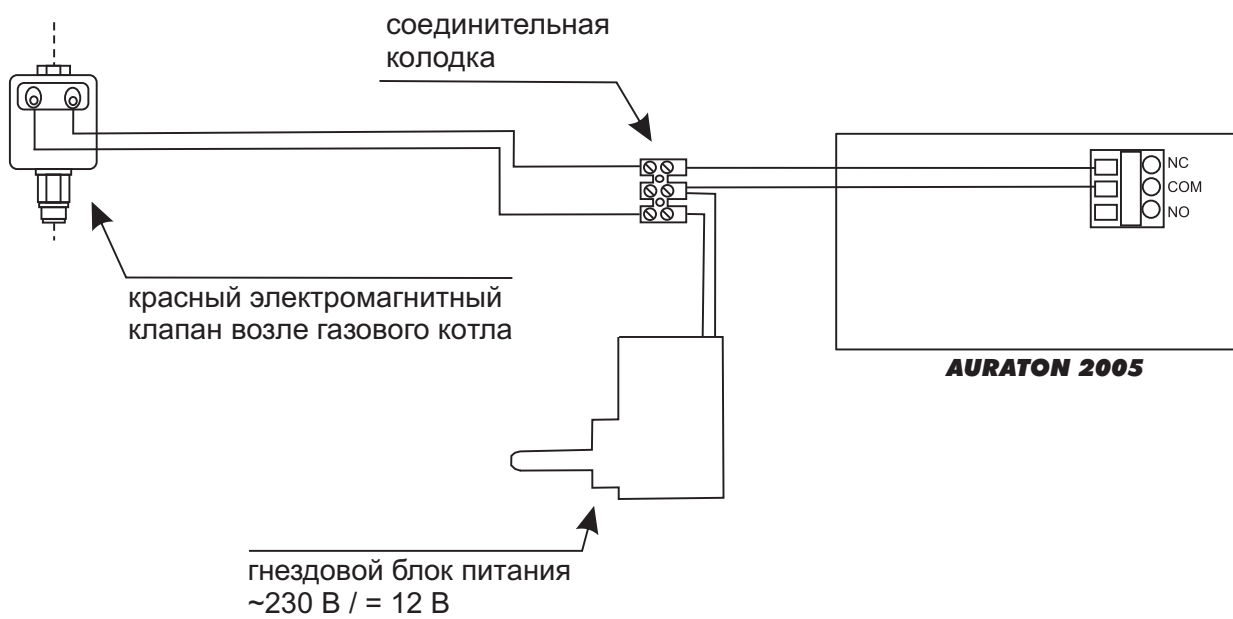 соединительная
колодка
NC
COM
NO
красный электромагнитный
клапан возле газового котла
AURATON 2005
гнездовой блок питания
~230 В / = 12 В